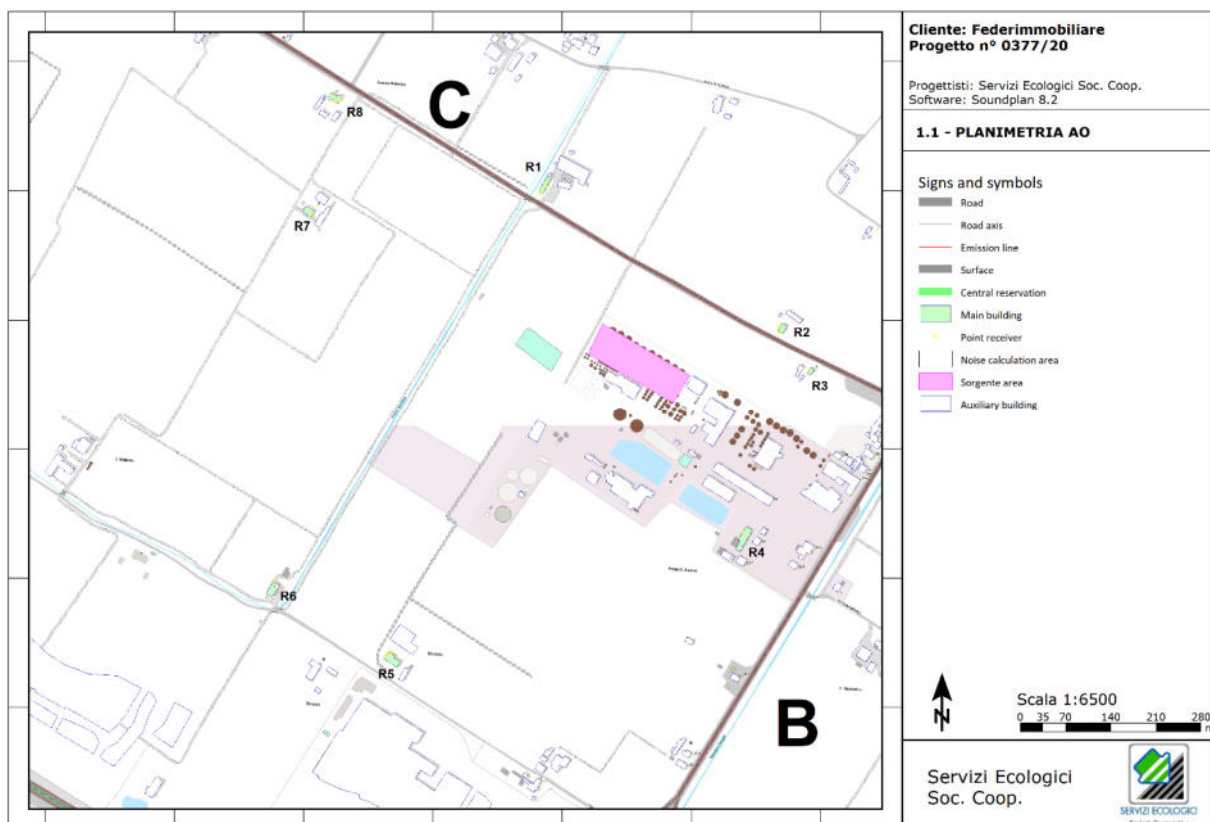 Cliente: Federimmobiliare
Progetto n° 0377/20
Progettisti: Servizi Ecologici Soc. Coop.
Software: Soundplan 8.2
1.1 - PLANIMETRIA AO
Signs and symbols
Road
Road axis
Emission line
Surface
Central reservation
Main building
Point receiver
Noise calculation area
Sorgente area
Auxiliary building
C
R8
R1
R7
R2
R3
R4
R6
R5
B
N
Scala 1:6500
0 35 70 140 210 280
m
Servizi Ecologici
Soc. Coop.
SERVIZI ECOLOGICI